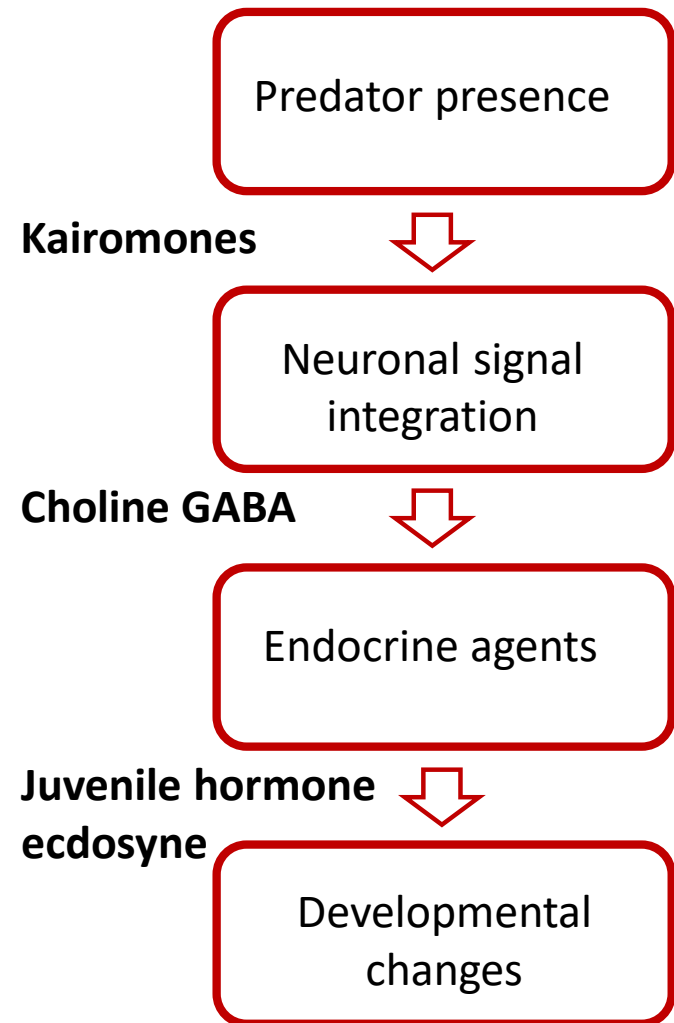 Predator presence
Kairomones
Neuronal signal
integration
Choline GABA
Endocrine agents
Juvenile hormone
ecdosyne
Developmental
changes